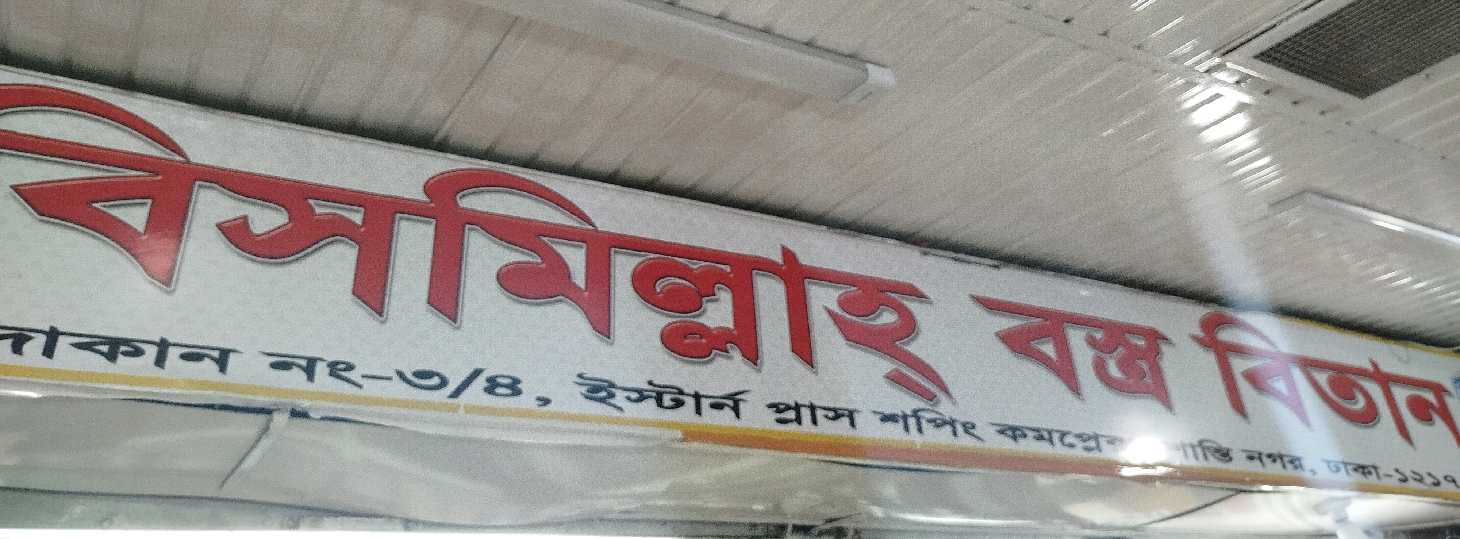 বিসমিল্লাহ্ বস্ত্র বিতান
নং-৩/৪, ইস্টার্ন প্লাস শপিং নগর, ঢাকা-১২১৭